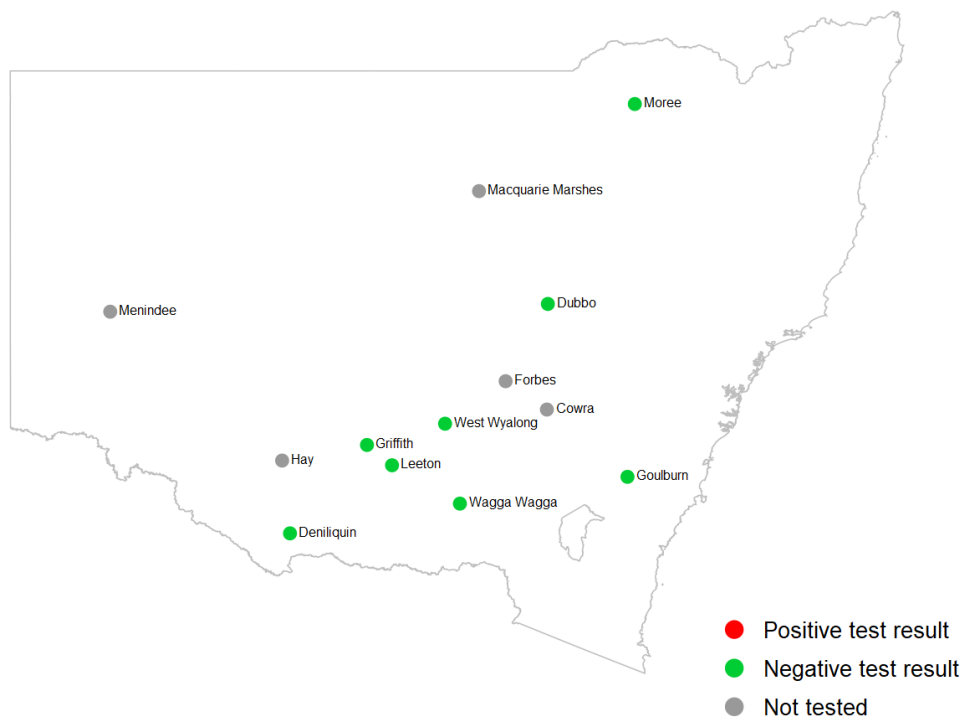 Moree
Macquarie Marshes
Dubbo
Menindee
Forbes
Cowra
West Wyalong
Griffith
Hay
Leeton
Goulburn
Wagga Wagga
Deniliquin
Positive test result
Negative test result
Not tested